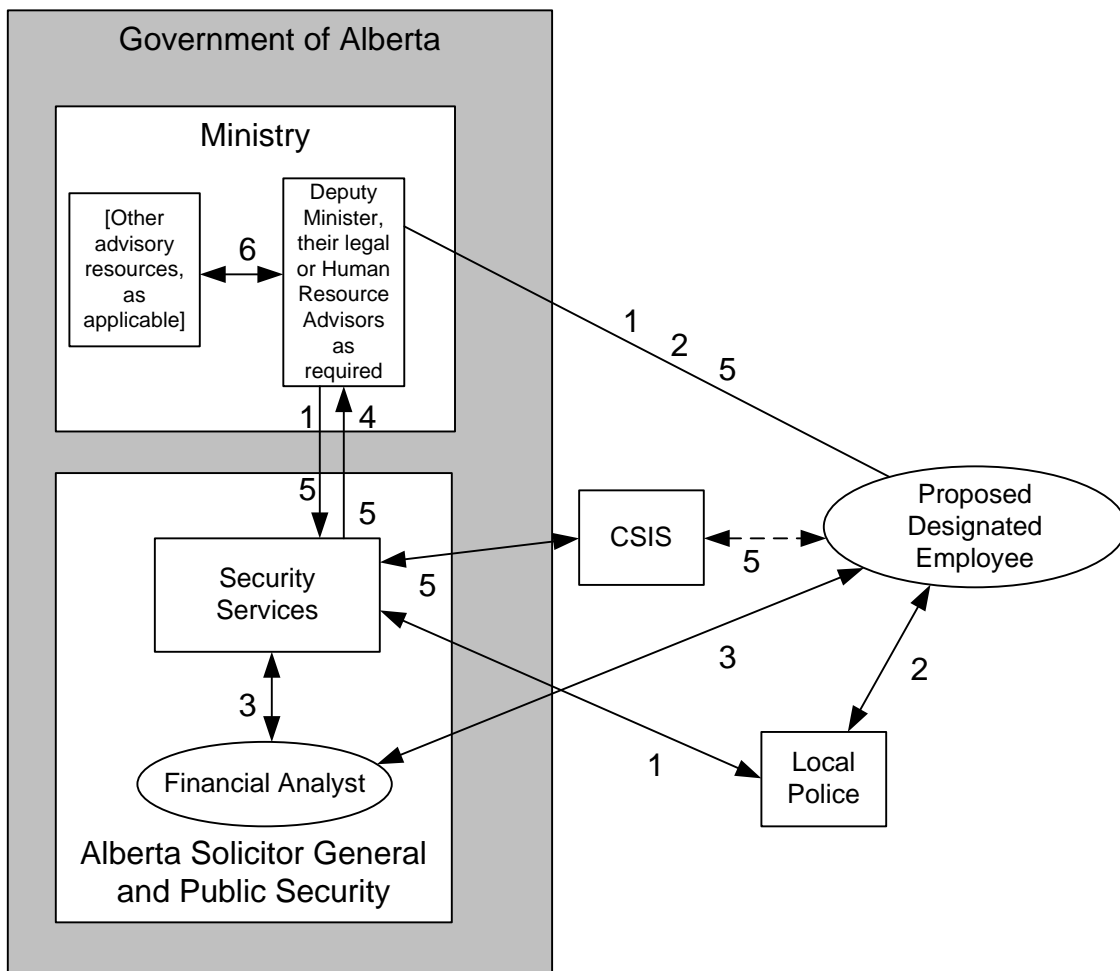 Government of Alberta
Ministry
[Other
advisory
resources,
as
applicable]
6
Deputy
Minister,
their legal
or Human
Resource
Advisors
as
required
1
2
5
1
4
5
5
Security
Services
5
CSIS
5
Proposed
Designated
Employee
3
3
2
1
Local
Police
Financial Analyst
Alberta Solicitor General
and Public Security